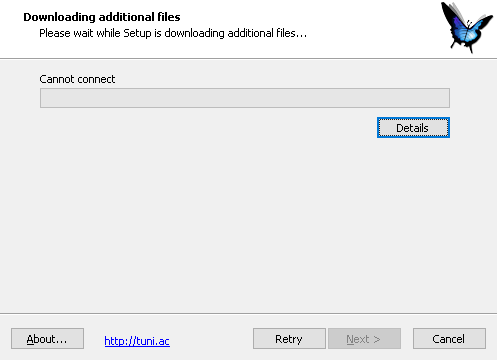 Downloading additional files
Please wait while Setup is downloading additional files...
Cannot connect
Details
About...
http://tuni.ac
Retry
Next >
Cancel